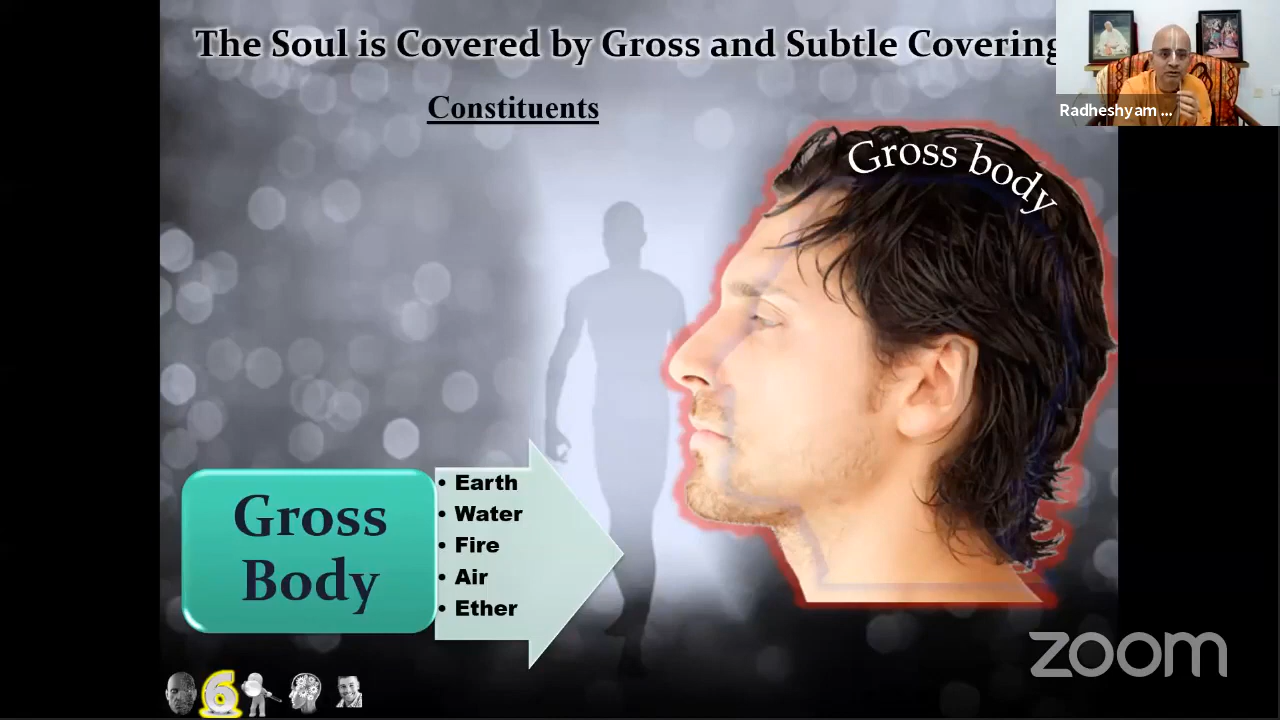 The Soul is Covered by Gross and Subtle Covering
Constituents
Radheshyam ...
Gross body
Gross
Body
• Earth
• Water
• Fire
• Air
• Ether
6
zoom